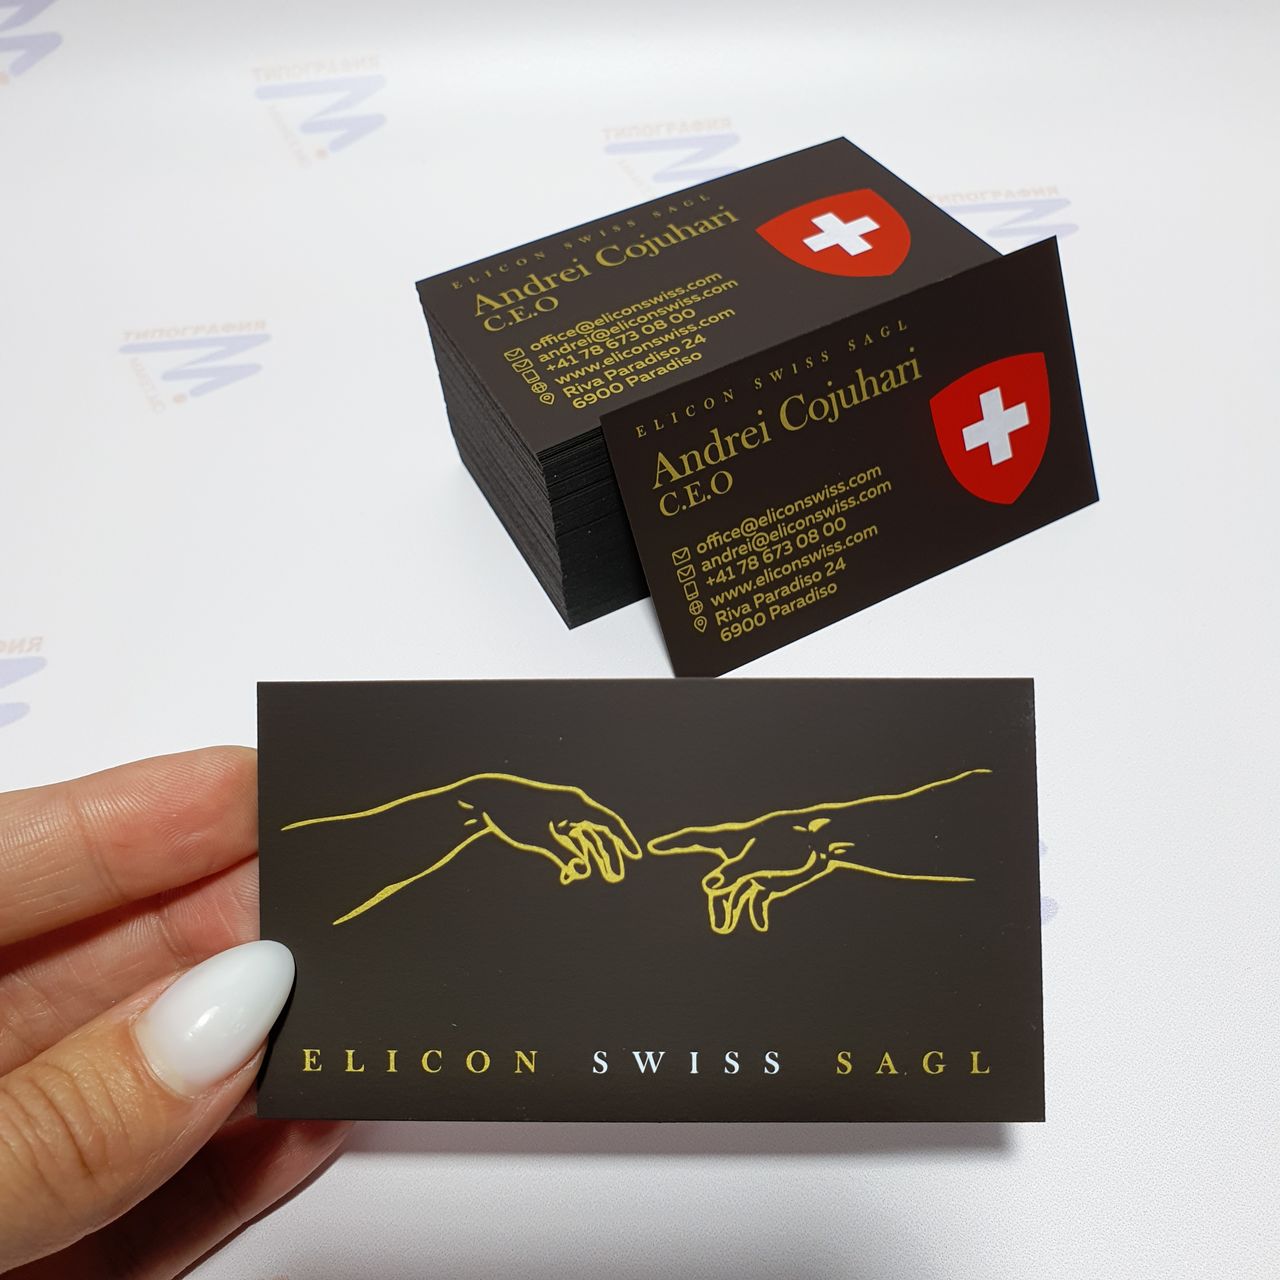 ТИПОГРАФИЯ
ТИПОГРАФИЯ
ТИПОГРАФИЯ
ТИПОГРАФИЯ
ELICON SWISS SAGL
Andrei Cojuhari
C.E.O
office@eliconswiss.com
andrei@eliconswiss.com
+41 78 673 08 00
www.eliconswiss.com
Riva Paradiso 24
6900 Paradiso
ELICON SWISS SAGL
Andrei Cojuhari
C.E.O
office@eliconswiss.com
andrei@eliconswiss.com
+41 78 673 08 00
www.eliconswiss.com
Riva Paradiso 24
6900 Paradiso
ELICON SWISS SAGL